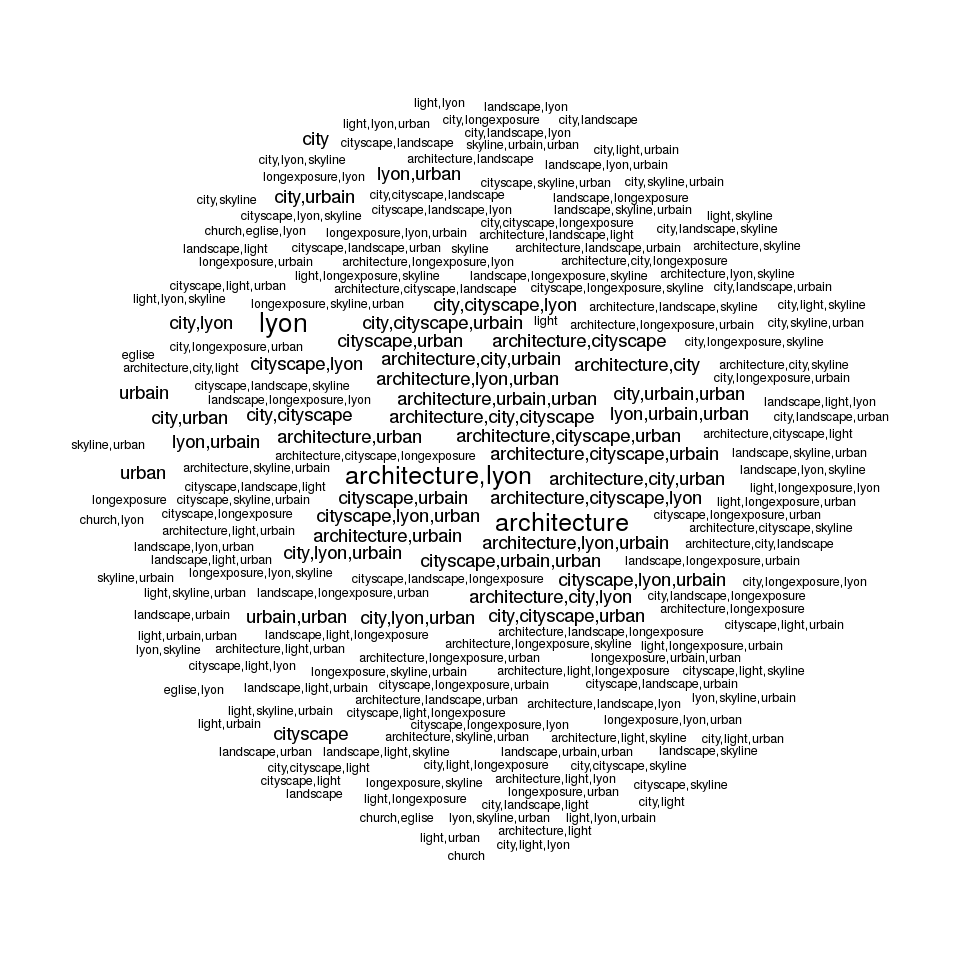 light,lyon
landscape,lyon
light,lyon,urban
city,longexposure
city,landscape
city
cityscape,landscape
city,landscape,lyon
skyline,urbain,urban
city,light,urbain
city,lyon,skyline
architecture,landscape
landscape,lyon,urbain
longexposure,lyon
lyon,urban
cityscape,skyline,urban
city,skyline,urbain
city,skyline
city,urbain
city,cityscape,landscape
landscape,longexposure
cityscape,lyon,skyline
cityscape,landscape,lyon
landscape,skyline,urbain
light,skyline
church,eglise,lyon
longexposure,lyon,urbain
city,cityscape,longexposure
architecture,landscape,light
city,landscape,skyline
landscape,light
cityscape,landscape,urban
skyline
architecture,landscape,urbain
architecture,skyline
longexposure,urbain
architecture,longexposure,lyon
architecture,city,longexposure
light,longexposure,skyline
landscape,longexposure,skyline
architecture,lyon,skyline
cityscape,light,urban
architecture,cityscape,landscape
cityscape,longexposure,skyline
city,landscape,urbain
light,lyon,skyline
longexposure,skyline,urban
city,cityscape,lyon
architecture,landscape,skyline
city,light,skyline
city,lyon
lyon
city,cityscape,urbain
light
architecture,longexposure,urbain
city,skyline,urban
city,longexposure,urban
cityscape,urban
architecture,cityscape
city,longexposure,skyline
eglise
architecture,city,light
cityscape,lyon
architecture,city,urbain
architecture,city
architecture,city,skyline
cityscape,landscape,skyline
architecture,lyon,urban
city,longexposure,urbain
urbain
landscape,longexposure,lyon
architecture,urbain,urban
city,urbain,urban
landscape,light,lyon
city,urban
city,cityscape
architecture,city,cityscape
lyon,urbain,urban
city,landscape,urban
skyline,urban
lyon,urbain
architecture,urban
architecture,cityscape,urban
architecture,cityscape,light
architecture,cityscape,longexposure
architecture,cityscape,urbain
landscape,skyline,urban
urban
architecture,skyline,urbain
architecture,lyon
architecture,city,urban
landscape,lyon,skyline
cityscape,landscape,light
light,longexposure,lyon
longexposure
cityscape,skyline,urbain
cityscape,urbain
architecture,cityscape,lyon
light,longexposure,urban
church,lyon
cityscape,longexposure
cityscape,lyon,urban
architecture
cityscape,longexposure,urban
architecture,light,urbain
architecture,urbain
architecture,lyon,urbain
architecture,cityscape,skyline
landscape,lyon,urban
city,lyon,urbain
architecture,city,landscape
landscape,light,urban
cityscape,urbain,urban
landscape,longexposure,urbain
skyline,urbain
longexposure,lyon,skyline
cityscape,landscape,longexposure
cityscape,lyon,urbain
city,longexposure,lyon
light,skyline,urban
landscape,longexposure,urban
architecture,city,lyon
city,landscape,longexposure
landscape,urbain
urbain,urban
city,lyon,urban
city,cityscape,urban
architecture,longexposure
cityscape,light,urbain
light,urbain,urban
landscape,light,longexposure
architecture,landscape,longexposure
lyon,skyline
architecture,light,urban
architecture,longexposure,skyline
light,longexposure,urbain
architecture,longexposure,urban
longexposure,urbain,urban
cityscape,light,lyon
longexposure,skyline,urbain
architecture,light,longexposure
cityscape,light,skyline
eglise,lyon
landscape,light,urbain
cityscape,longexposure,urbain
cityscape,landscape,urbain
architecture,landscape,urban
architecture,landscape,lyon
lyon,skyline,urbain
light,skyline,urbain
cityscape,light,longexposure
light,urbain
cityscape,longexposure,lyon
longexposure,lyon,urban
cityscape
architecture,skyline,urban
architecture,light,skyline
city,light,urban
landscape,urban
landscape,light,skyline
landscape,urbain,urban
landscape,skyline
city,cityscape,light
city,light,longexposure
city,cityscape,skyline
cityscape,light
longexposure,skyline
architecture,light,lyon
cityscape,skyline
landscape
light,longexposure
longexposure,urban
city,landscape,light
city,light
church,eglise
lyon,skyline,urban
light,lyon,urbain
light,urban
architecture,light
city,light,lyon
church